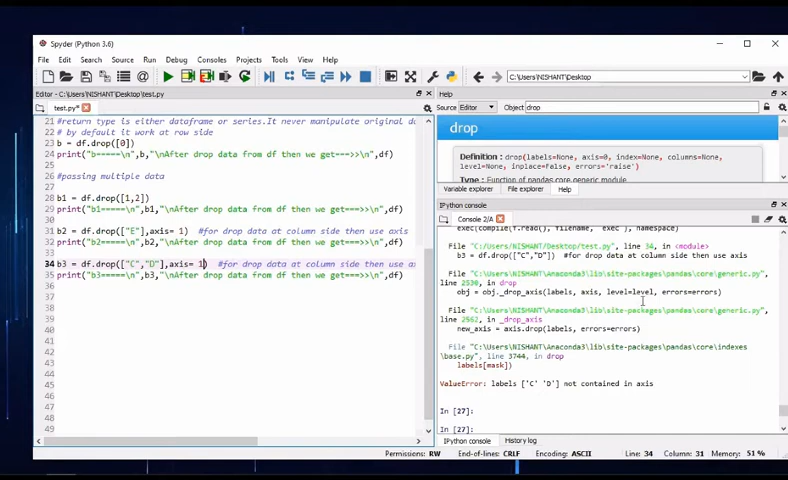 Spyder (Python 3.6)
File Edit Search Source Run Debug Consoles Projects Tools View Help
C:\Users\NISHANT\Desktop
Editor - C:\Users\NISHANT\Desktop\test.py
test.py*
21 #return type is either dataframe or series.It never manipulate original da
22 # by default it work at row side
23 b = df.drop([0])
24 print("b=====\n",b,"\nAfter drop data from df then we get===>>\n",df)
25
26 #passing multiple data
27
28 b1 = df.drop([1,2])
29 print("b1=====\n",b1,"\nAfter drop data from df then we get===>>\n",df)
30
31 b2 = df.drop(["E"],axis= 1) #for drop data at column side then use axis
32 print("b2=====\n",b2,"\nAfter drop data from df then we get===>>\n",df)
33
34 b3 = df.drop(["C","D"],axis= 1) #for drop data at column side then use ax
35 print("b3=====\n",b3,"\nAfter drop data from df then we get===>>\n",df)
36
37
38
39
40
41
42
43
44
45
46
47
48
49
Help
Source Editor Object drop
drop
Definition : drop(labels=None, axis=0, index=None, columns=None,
level=None, inplace=False, errors='raise')
Type : Function of pandas.core.generic module
Variable explorer File explorer Help
IPython console
Console 2/A
exec(compile(f.read(), filename, 'exec'), namespace)
File "C:/Users/NISHANT/Desktop/test.py", line 34, in <module>
b3 = df.drop(["C","D"]) #for drop data at column side then use axis
File "C:\Users\NISHANT\Anaconda3\lib\site-packages\pandas\core\generic.py",
line 2530, in drop
obj = obj._drop_axis(labels, axis, level=level, errors=errors)
File "C:\Users\NISHANT\Anaconda3\lib\site-packages\pandas\core\generic.py",
line 2562, in _drop_axis
new_axis = axis.drop(labels, errors=errors)
File "C:\Users\NISHANT\Anaconda3\lib\site-packages\pandas\core\indexes
\base.py", line 3744, in drop
labels[mask])
ValueError: labels ['C' 'D'] not contained in axis
In [27]:
In [27]:
IPython console History log
Permissions: RW End-of-lines: CRLF Encoding: ASCII Line: 34 Column: 31 Memory: 51 %